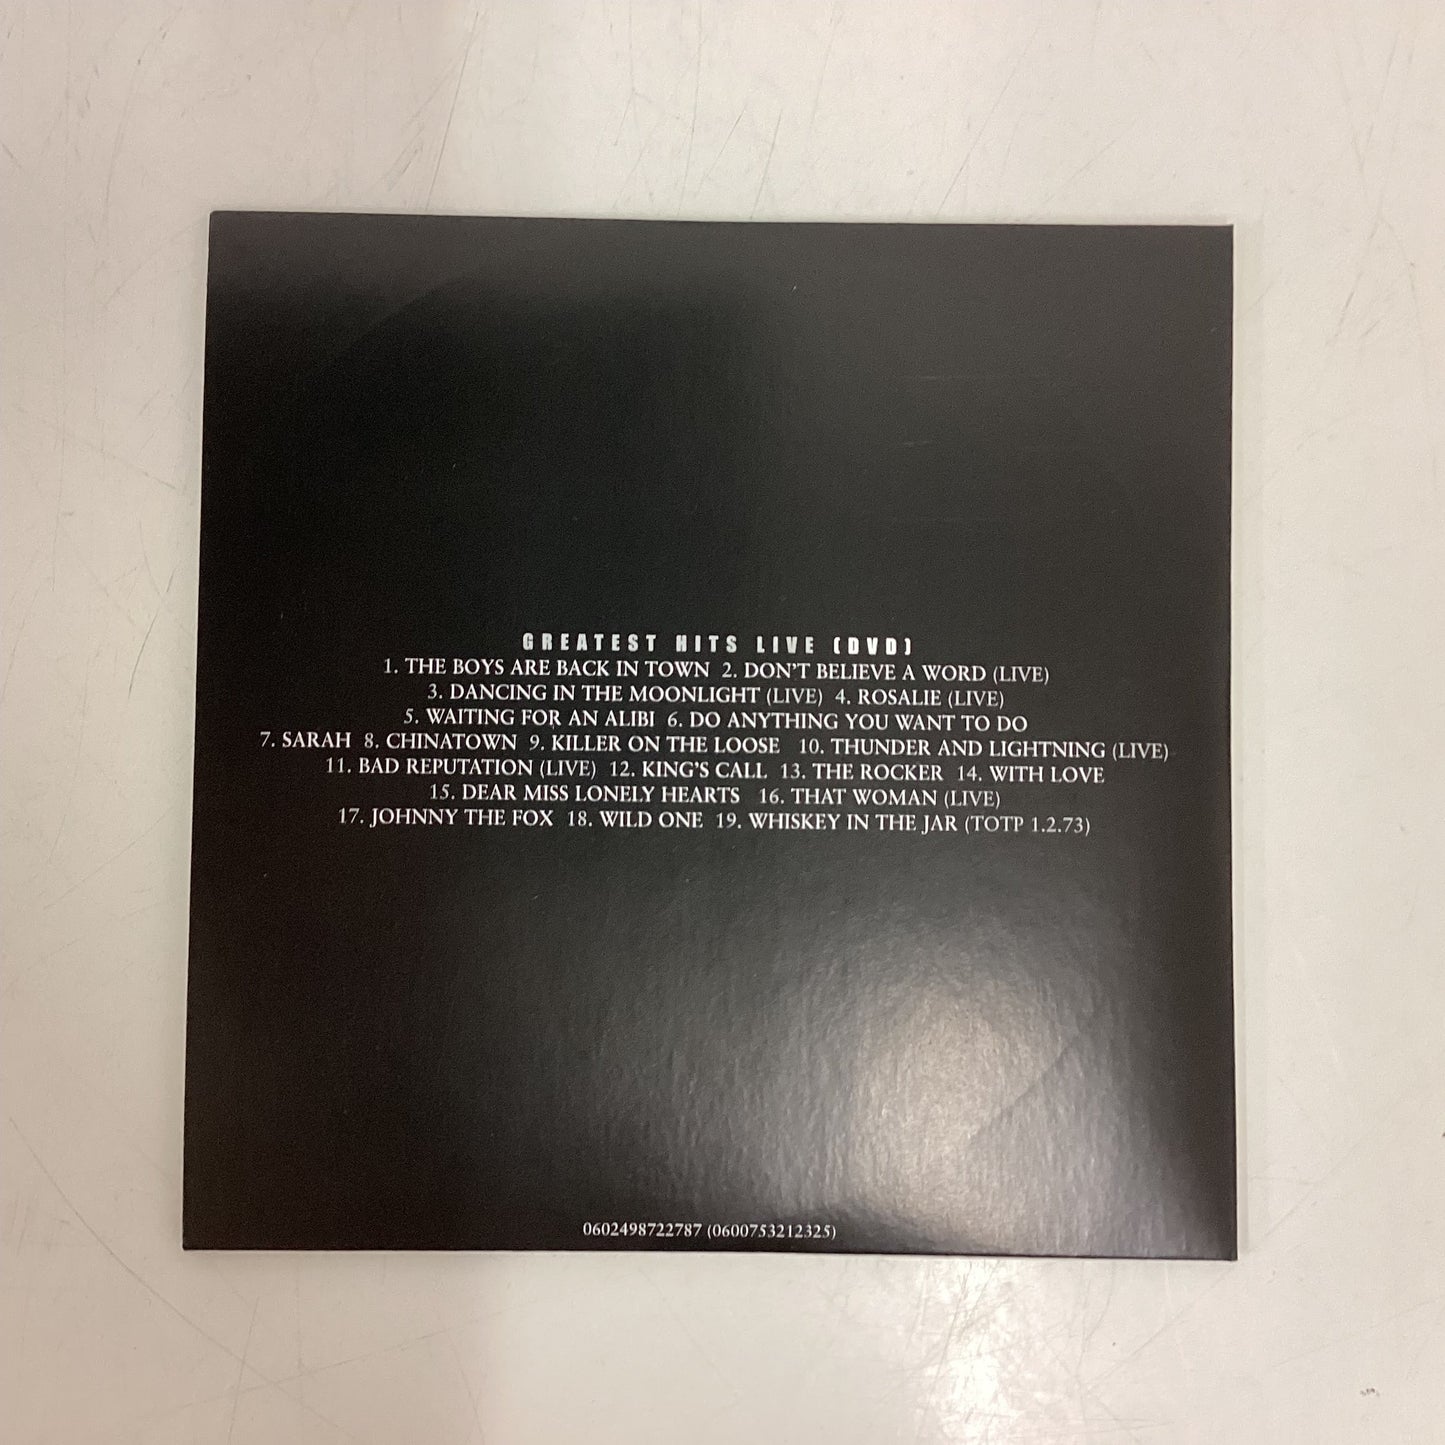 GREATEST HITS LIVE (DVD)
1. THE BOYS ARE BACK IN TOWN 2. DON'T BELIEVE A WORD (LIVE)
3. DANCING IN THE MOONLIGHT (LIVE) 4. ROSALIE (LIVE)
5. WAITING FOR AN ALIBI 6. DO ANYTHING YOU WANT TO DO
7. SARAH 8. CHINATOWN 9. KILLER ON THE LOOSE 10. THUNDER AND LIGHTNING (LIVE)
11. BAD REPUTATION (LIVE) 12. KING'S CALL 13. THE ROCKER 14. WITH LOVE
15. DEAR MISS LONELY HEARTS 16. THAT WOMAN (LIVE)
17. JOHNNY THE FOX 18. WILD ONE 19. WHISKEY IN THE JAR (TOTP 1.2.73)
0602498722787 (0600753212325)